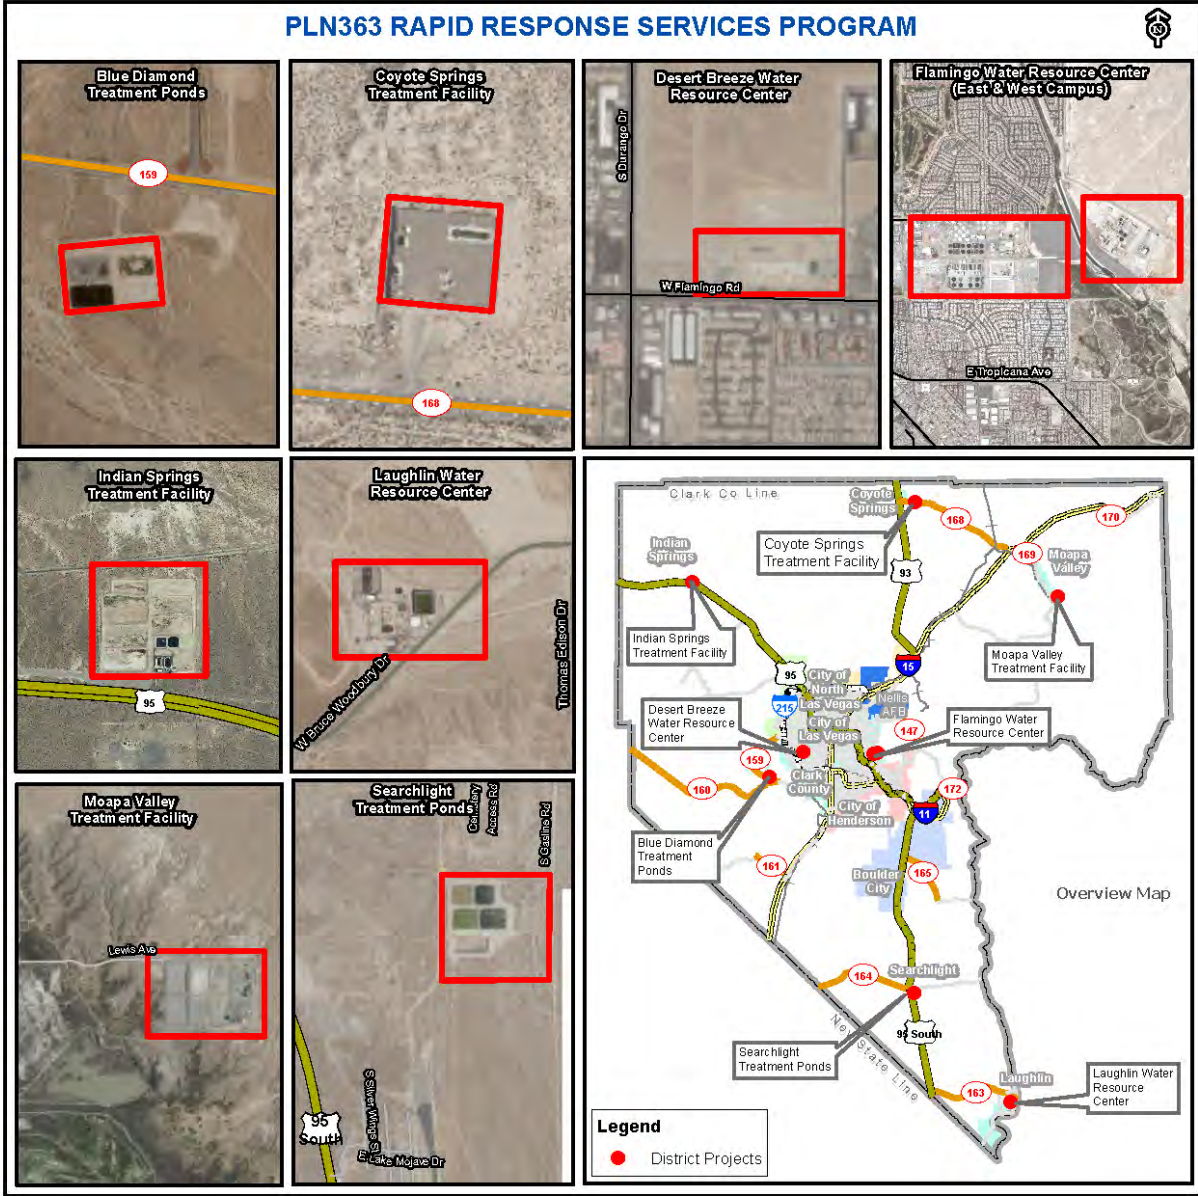 PLN363 RAPID RESPONSE SERVICES PROGRAM
N
Blue Diamond
Treatment Ponds
159
Coyote Springs
Treatment Facility
168
Desert Breeze Water
Resource Center
S Durango Dr
W Flamingo Rd
Flamingo Water Resource Center
(East & West Campus)
E Tropicana Ave
Indian Springs
Treatment Facility
95
Laughlin Water
Resource Center
W Bruce Woodbury Dr
Thomas Edison Dr
Moapa Valley
Treatment Facility
Lewis Ave
Searchlight
Treatment Ponds
Cemetery
Access Rd
S Gasline Rd
95
South
S Silver Wings St
E Lake Mojave Dr
Clark Co Line
Coyote
Springs
168
170
Indian
Springs
Coyote Springs
Treatment Facility
93
169
Moapa
Valley
Indian Springs
Treatment Facility
Moapa Valley
Treatment Facility
15
95
City of
North
Las Vegas
Nellis
AFB
215
Desert Breeze
Water Resource
Center
City of
Las Vegas
147
Flamingo Water
Resource Center
159
160
Clark
County
172
City of
Henderson
11
Blue Diamond
Treatment
Ponds
161
Boulder
City
165
Overview Map
164
Searchlight
Nev State Line
95 South
Searchlight
Treatment Ponds
163
Laughlin
Laughlin Water
Resource
Center
Legend
District Projects